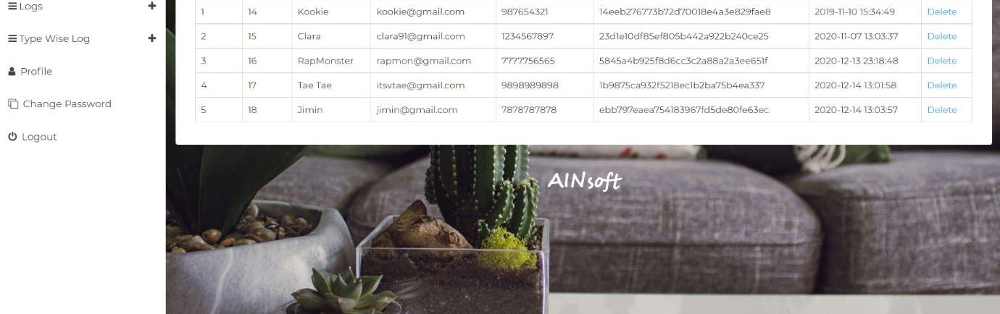 Logs
1 14 Kookie kookie@gmail.com 987654321 14eeb276773b72d70018e4a3e829fae8 2019-11-10 15:34:49 Delete
Type Wise Log
2 15 Clara clara91@gmail.com 1234567897 23d1e10df85ef805b442a922b240ce25 2020-11-07 13:03:37 Delete
3 16 RapMonster rapmon@gmail.com 7777756565 5845a4b925f8d6cc3c2a88a2a3ee651f 2020-12-13 23:18:48 Delete
Profile
4 17 Tae Tae itsvtae@gmail.com 9898989898 1b9875ca932f5218ec1b2ba75b4ea337 2020-12-14 13:01:58 Delete
Change Password
5 18 Jimin jimin@gmail.com 7878787878 ebb797eaea754183967fd5de80fe63ec 2020-12-14 13:03:57 Delete
Logout
AINsoft